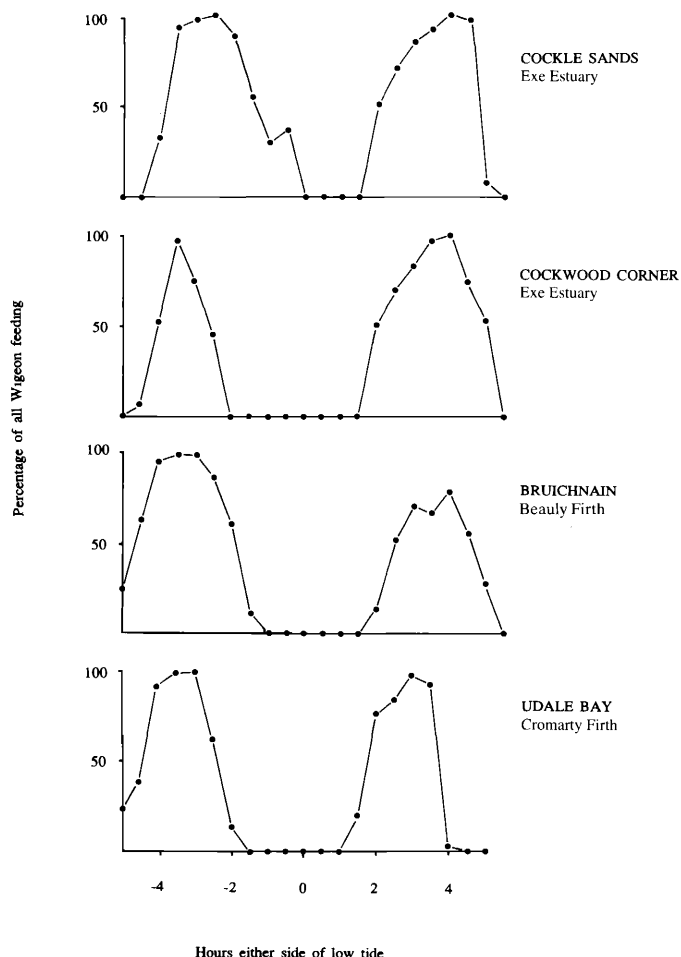 100
50
COCKLE SANDS
Exe Estuary
100
50
COCKWOOD CORNER
Exe Estuary
Percentage of all Wigeon feeding
100
50
BRUICHNAIN
Beauly Firth
100
50
UDALE BAY
Cromarty Firth
-4 -2 0 2 4
Hours either side of low tide